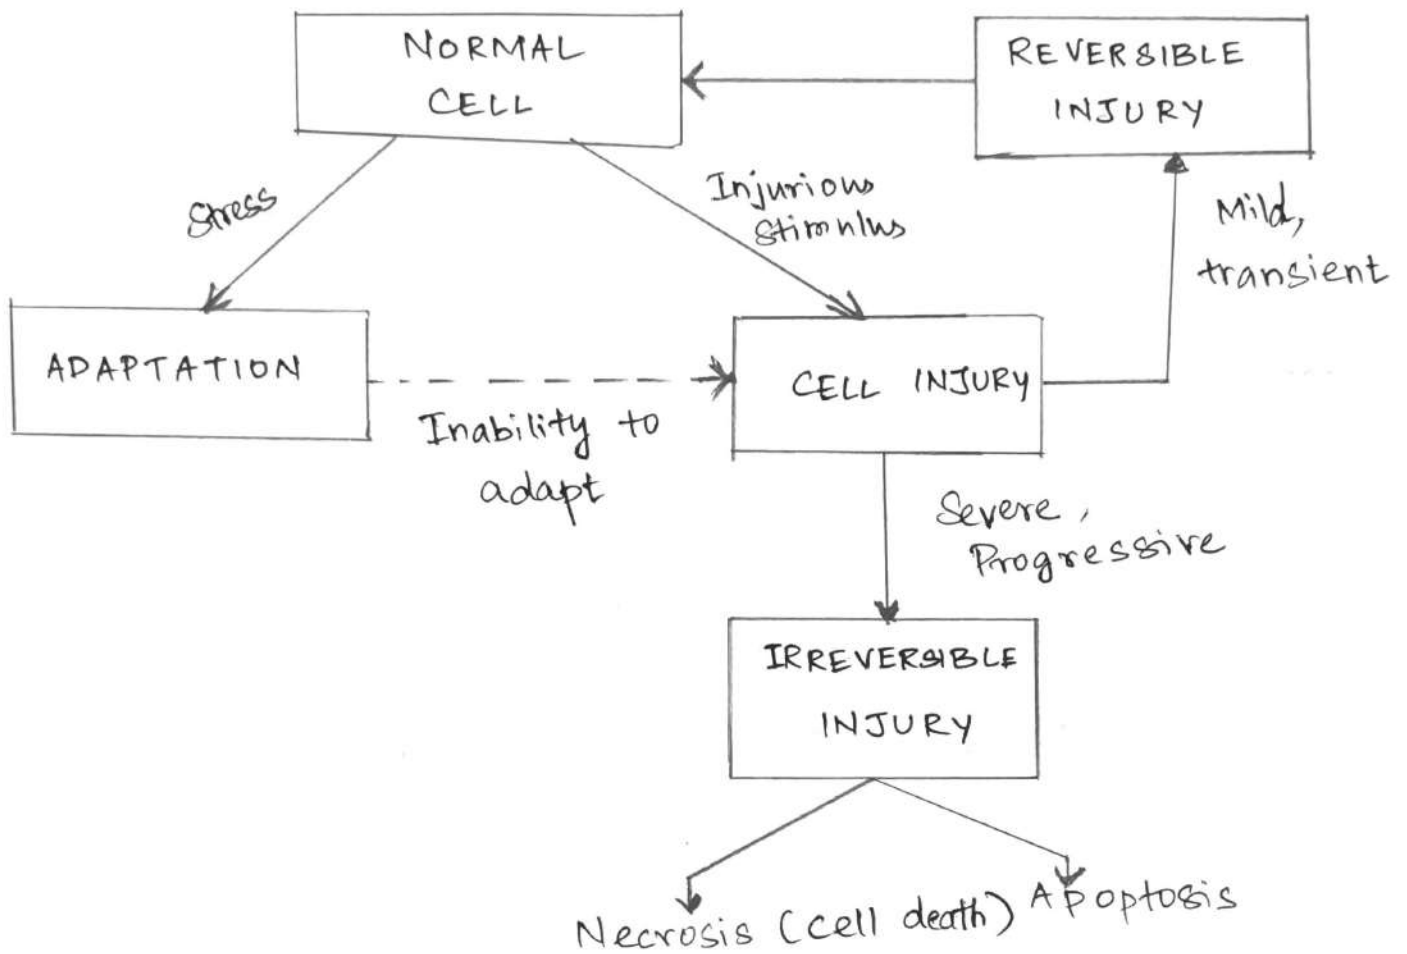 NORMAL
CELL
REVERSIBLE
INJURY
Stress
Injurious
Stimulus
Mild,
transient
ADAPTATION
CELL INJURY
Inability to
adapt
Severe,
Progressive
IRREVERSIBLE
INJURY
Necrosis (cell death) Apoptosis